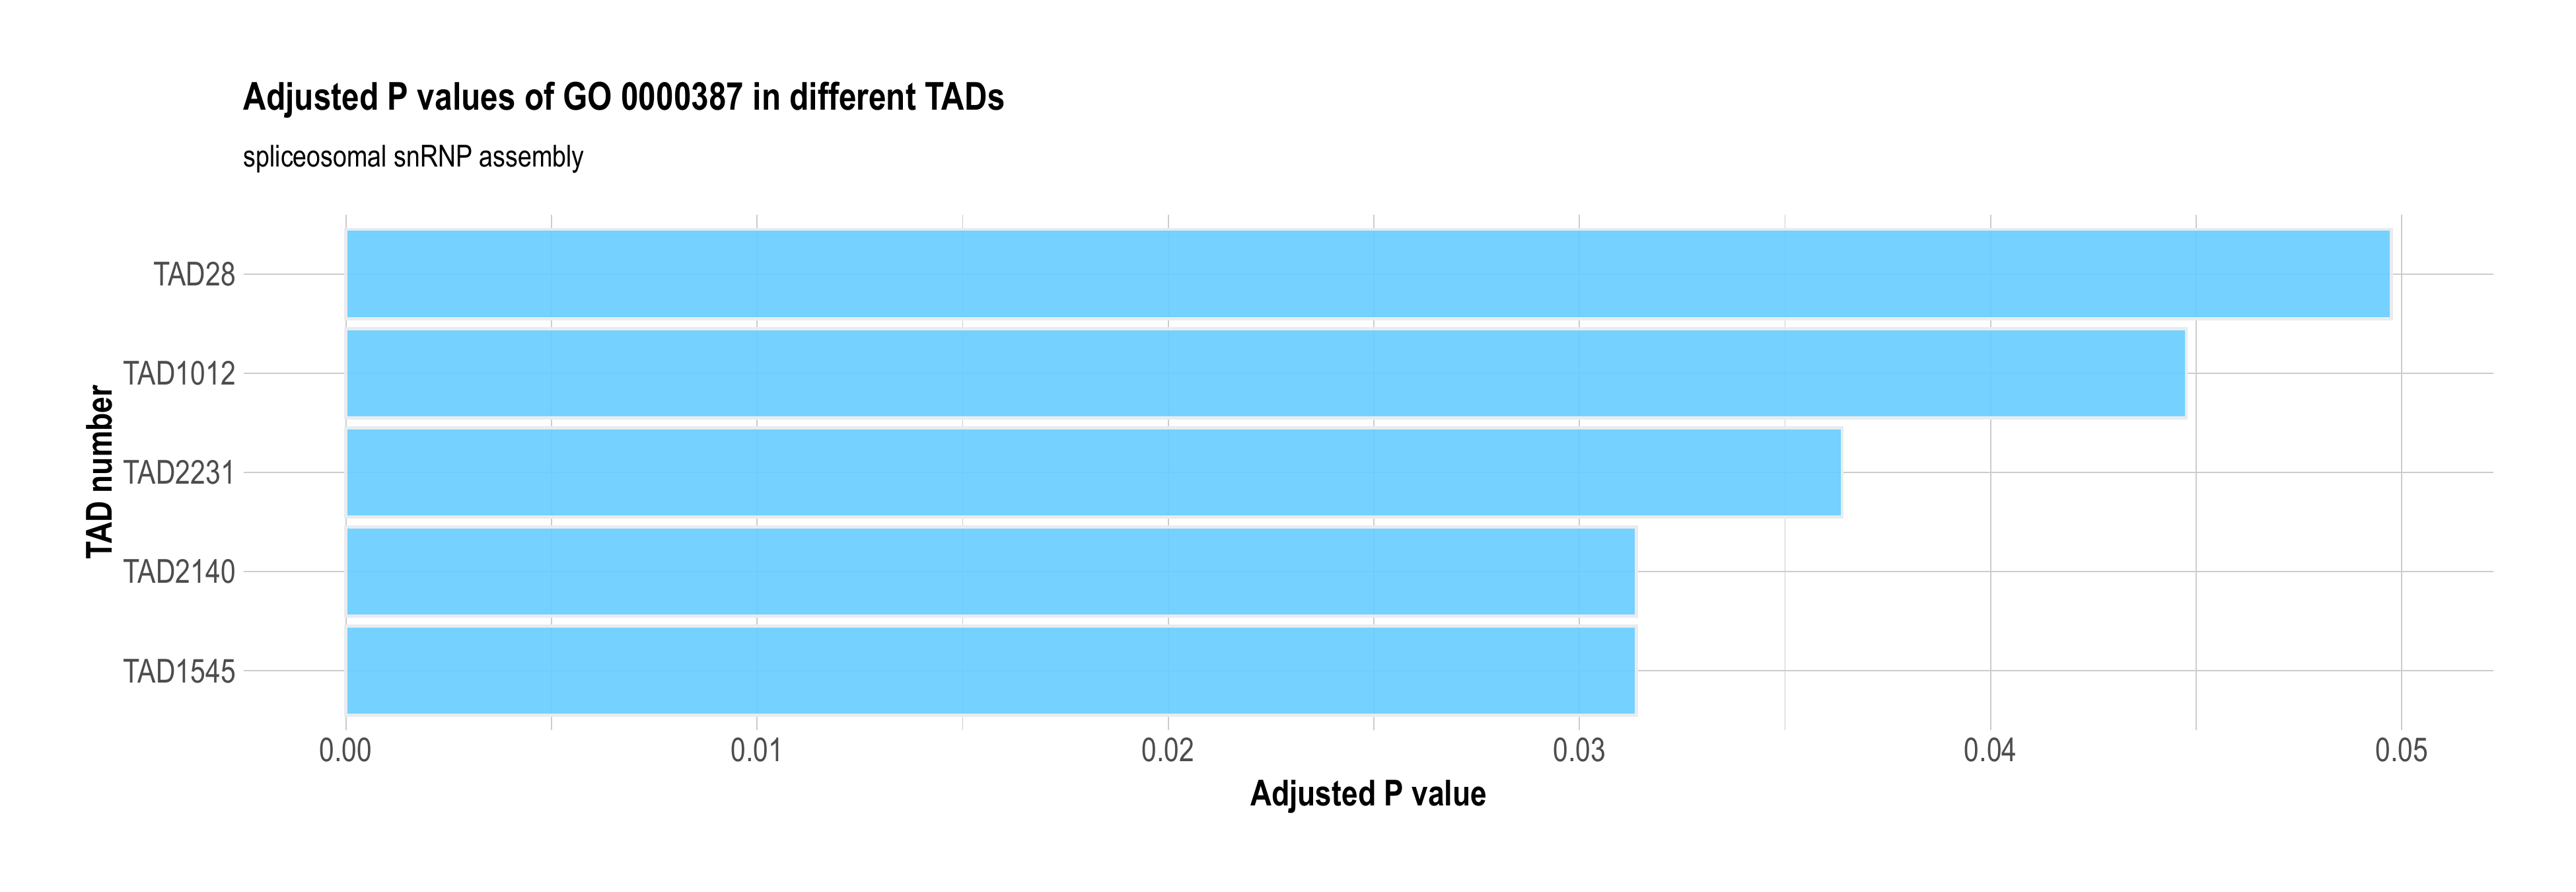 Adjusted P values of GO 0000387 in different TADs
spliceosomal snRNP assembly
TAD number
TAD28
TAD1012
TAD2231
TAD2140
TAD1545
0.00 0.01 0.02 0.03 0.04 0.05
Adjusted P value